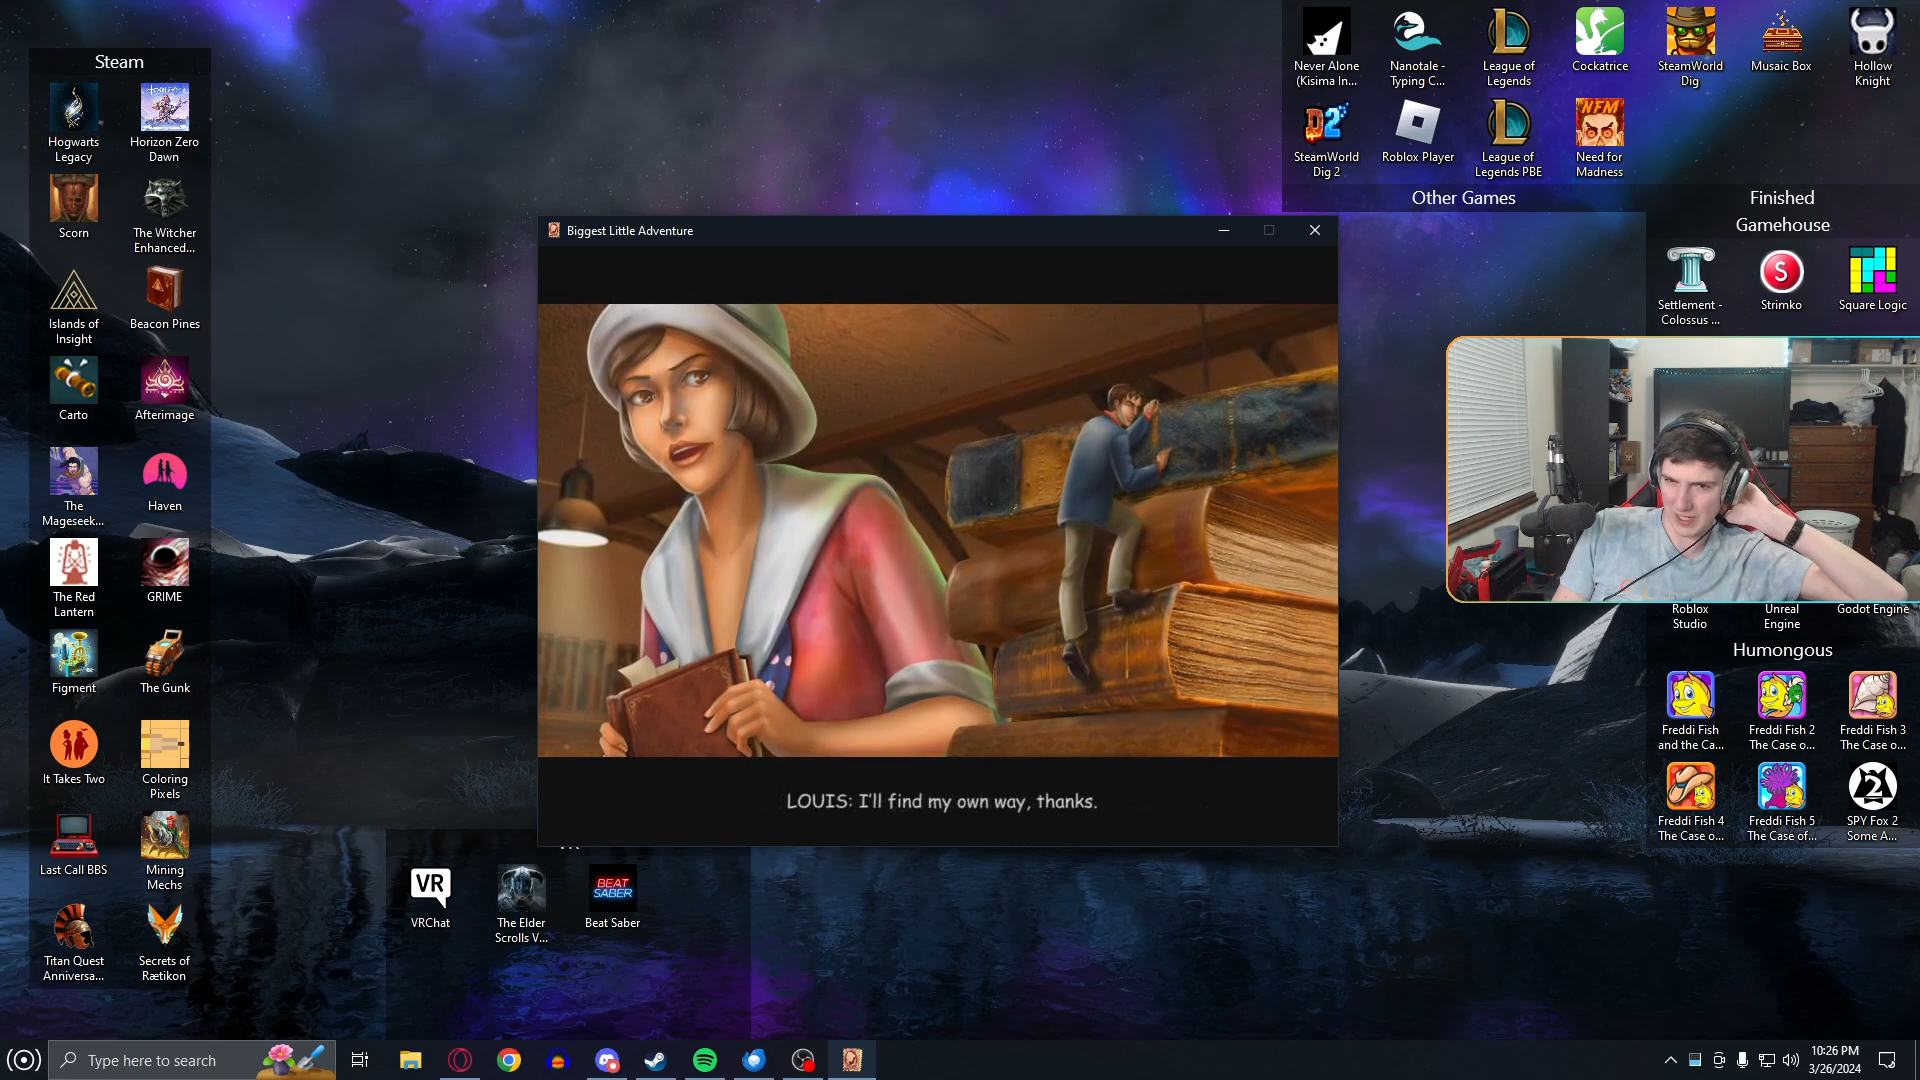 Steam
Hogwarts
Legacy
Horizon Zero
Dawn
Scorn
The Witcher
Enhanced...
Islands of
Insight
Beacon Pines
Carto
Afterimage
The
Mageseek...
Haven
The Red
Lantern
GRIME
Figment
The Gunk
It Takes Two
Coloring
Pixels
Last Call BBS
Mining
Mechs
Titan Quest
Anniversa...
Secrets of
Rætikon
Never Alone
(Kisima In...
Nanotale -
Typing C...
League of
Legends
Cockatrice
SteamWorld
Dig
Musaic Box
Hollow
Knight
D2
NFM
SteamWorld
Dig 2
Roblox Player
League of
Legends PBE
Need for
Madness
Other Games
Finished
Gamehouse
S
Settlement -
Colossus ...
Strimko
Square Logic
Biggest Little Adventure
LOUIS: I'll find my own way, thanks.
Roblox
Studio
Unreal
Engine
Godot Engine
Humongous
Freddi Fish
and the Ca...
Freddi Fish 2
The Case o...
Freddi Fish 3
The Case o...
2
Freddi Fish 4
The Case o...
Freddi Fish 5
The Case of...
SPY Fox 2
Some A...
VR
BEAT
SABER
VRChat
The Elder
Scrolls V...
Beat Saber
Type here to search
10:26 PM
3/26/2024